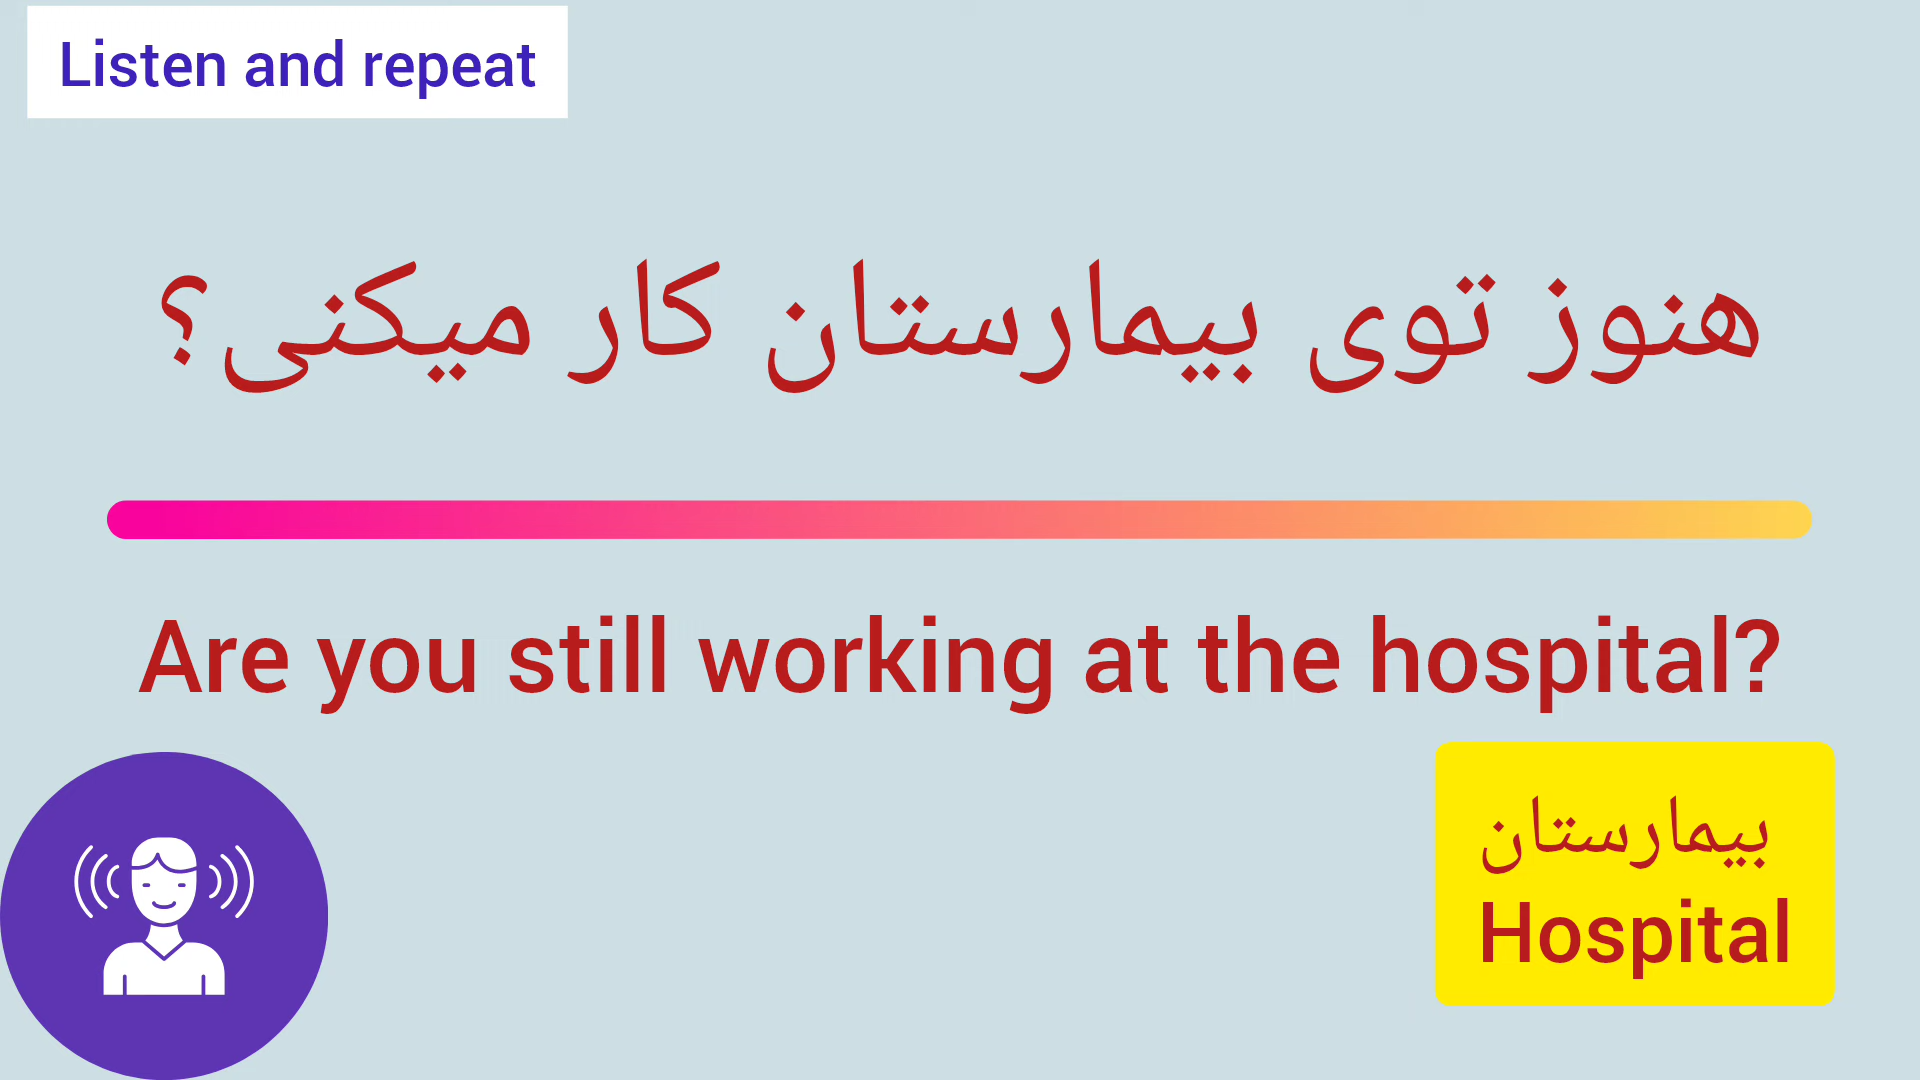 Listen and repeat
هنوز توی بیمارستان کار میکنی؟
Are you still working at the hospital?
بیمارستان
Hospital